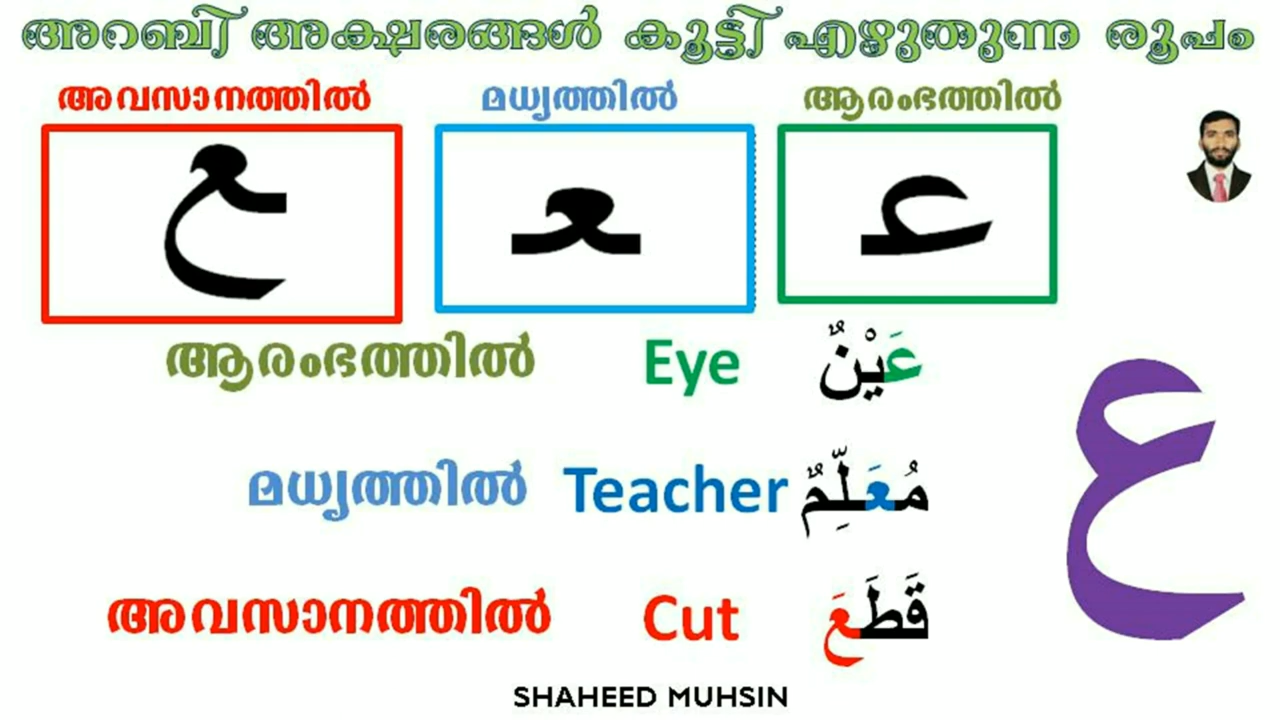 അറബി അക്ഷരങ്ങൾ കൂട്ടി എഴുതുന്ന രൂപം
അവസാനത്തിൽ മധ്യത്തിൽ ആരംഭത്തിൽ
ـع ـعـ عـ
ആരംഭത്തിൽ Eye عَيْنٌ
മധ്യത്തിൽ Teacher مُعَلِّمٌ
അവസാനത്തിൽ Cut قَطَعَ
ع
SHAHEED MUHSIN